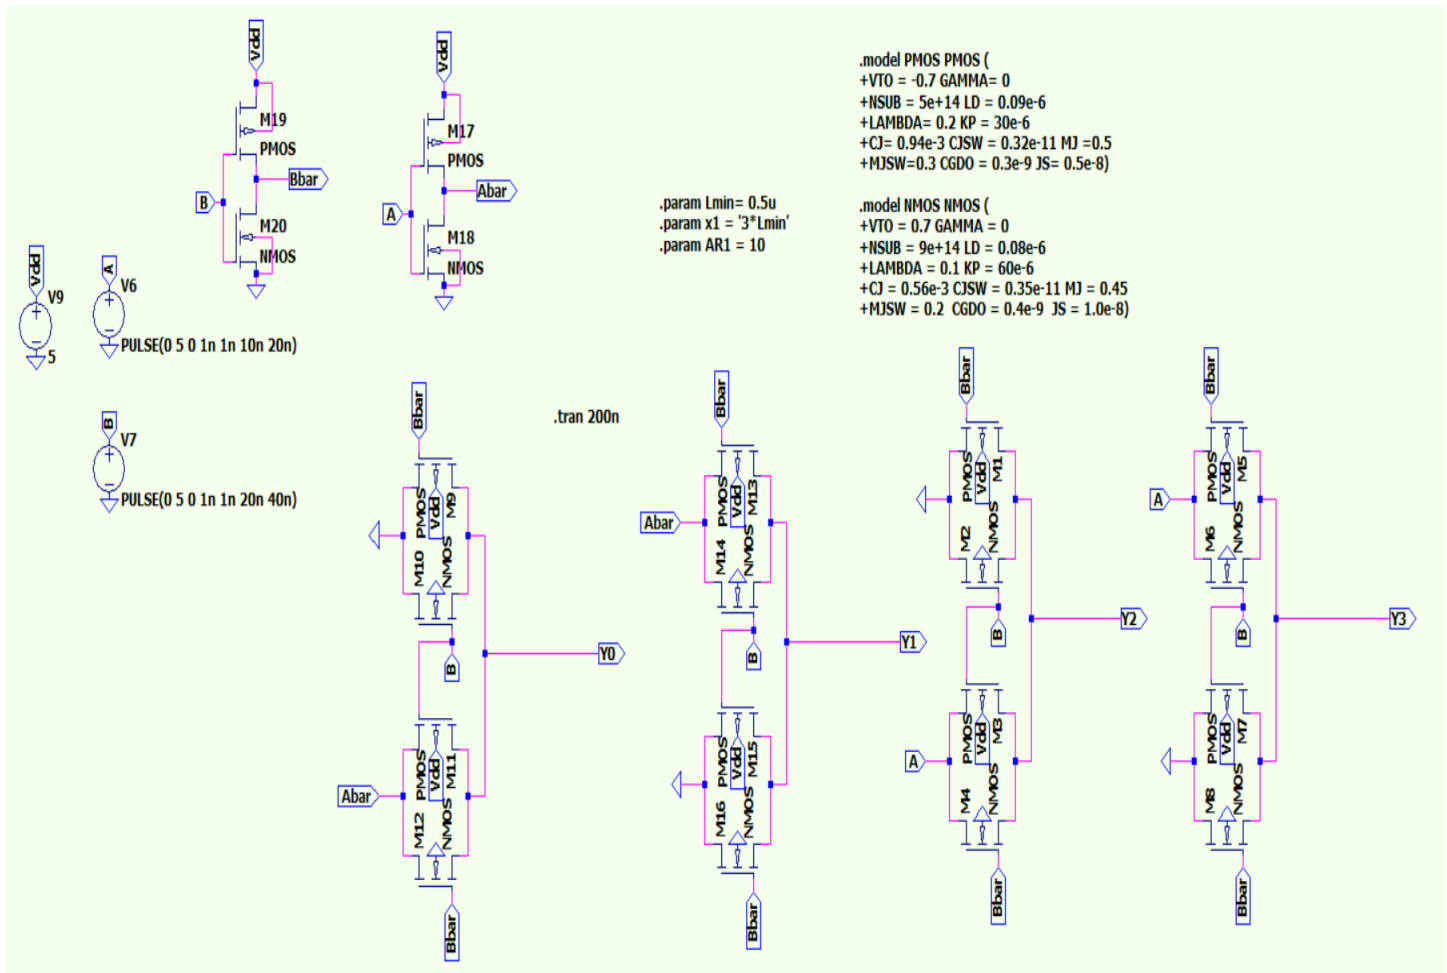 Vdd
M19
PMOS
Bbar
B
M20
NMOS
Vdd
M17
PMOS
Abar
A
M18
NMOS
Vdd
V9
5
A
V6
PULSE(0 5 0 1n 1n 10n 20n)
B
V7
PULSE(0 5 0 1n 1n 20n 40n)
.param Lmin= 0.5u
.param x1 = '3*Lmin'
.param AR1 = 10
.model PMOS PMOS (
+VTO = -0.7 GAMMA= 0
+NSUB = 5e+14 LD = 0.09e-6
+LAMBDA= 0.2 KP = 30e-6
+CJ= 0.94e-3 CJSW = 0.32e-11 MJ =0.5
+MJSW=0.3 CGDO = 0.3e-9 JS= 0.5e-8)
.model NMOS NMOS (
+VTO = 0.7 GAMMA = 0
+NSUB = 9e+14 LD = 0.08e-6
+LAMBDA = 0.1 KP = 60e-6
+CJ = 0.56e-3 CJSW = 0.35e-11 MJ = 0.45
+MJSW = 0.2 CGDO = 0.4e-9 JS = 1.0e-8)
.tran 200n
Bbar
PMOS
Vdd
M9
M10
NMOS
B
Y0
PMOS
Vdd
M11
Abar
M12
NMOS
Bbar
Bbar
PMOS
Vdd
M13
Abar
M14
NMOS
B
Y1
PMOS
Vdd
M15
M16
NMOS
Bbar
Bbar
PMOS
Vdd
M1
M2
NMOS
B
Y2
PMOS
Vdd
M3
A
M4
NMOS
Bbar
Bbar
PMOS
Vdd
M5
A
M6
NMOS
B
Y3
PMOS
Vdd
M7
M8
NMOS
Bbar